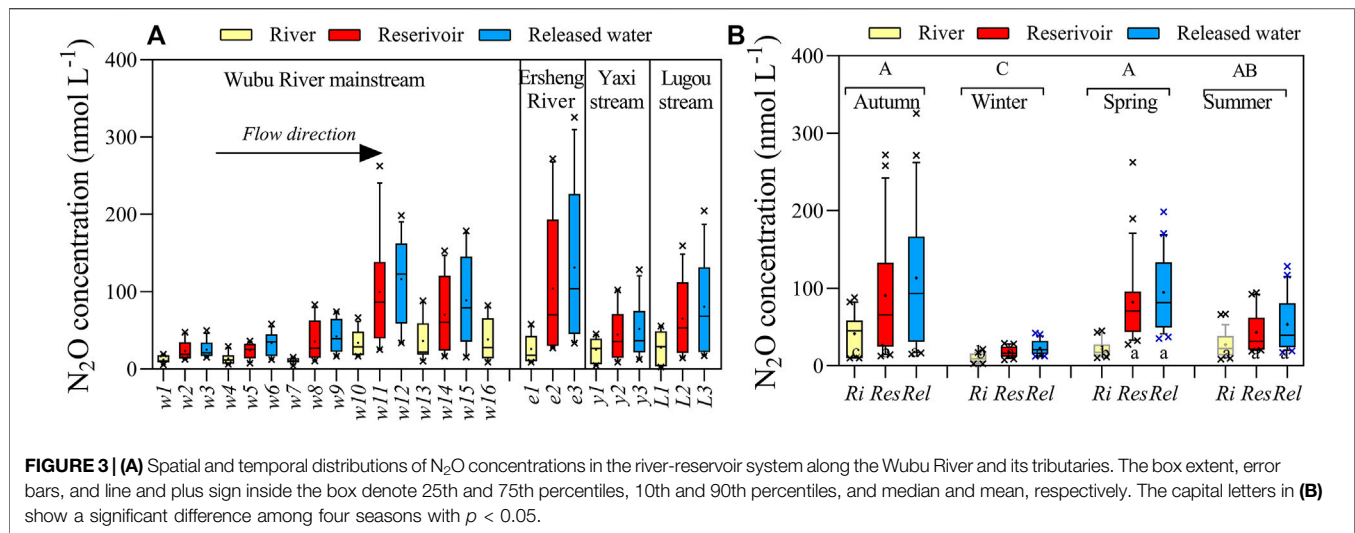 A
River Reservoir Released water
N₂O concentration (nmol L⁻¹)
400
300
200
100
0
Wubu River mainstream
Flow direction
Ersheng River
Yaxi stream
Lugou stream
w1 w2 w3 w4 w5 w6 w7 w8 w9 w10 w11 w12 w13 w14 w15 w16 e1 e2 e3 y1 y2 y3 L1 L2 L3
B
River Reservoir Released water
N₂O concentration (nmol L⁻¹)
400
300
200
100
0
A C A AB
Autumn Winter Spring Summer
a a a
Ri Res Rel Ri Res Rel Ri Res Rel Ri Res Rel
FIGURE 3 | (A) Spatial and temporal distributions of N₂O concentrations in the river-reservoir system along the Wubu River and its tributaries. The box extent, error
bars, and line and plus sign inside the box denote 25th and 75th percentiles, 10th and 90th percentiles, and median and mean, respectively. The capital letters in (B)
show a significant difference among four seasons with p < 0.05.